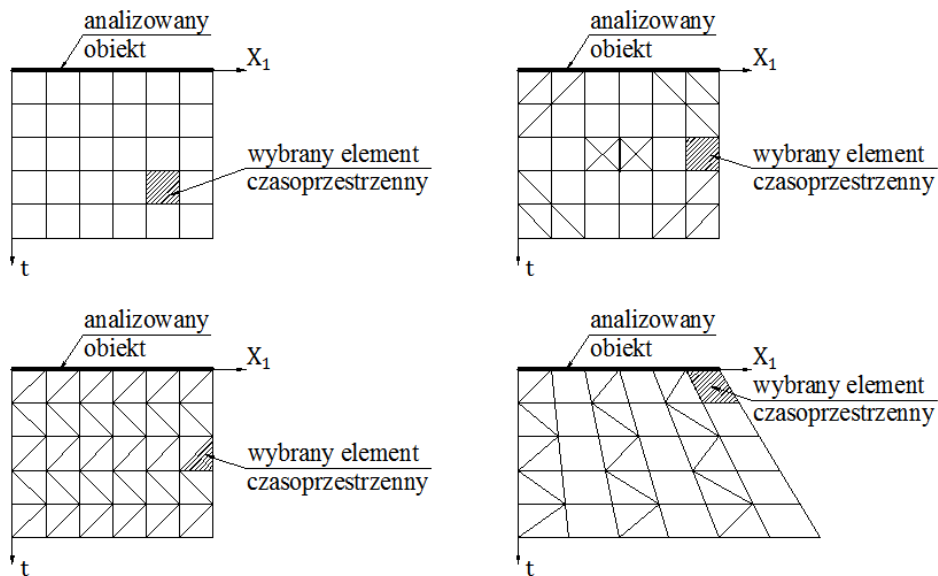 analizowany
obiekt
X₁
wybrany element
czasoprzestrzenny
t
analizowany
obiekt
X₁
wybrany element
czasoprzestrzenny
t
analizowany
obiekt
X₁
wybrany element
czasoprzestrzenny
t
analizowany
obiekt
X₁
wybrany element
czasoprzestrzenny
t